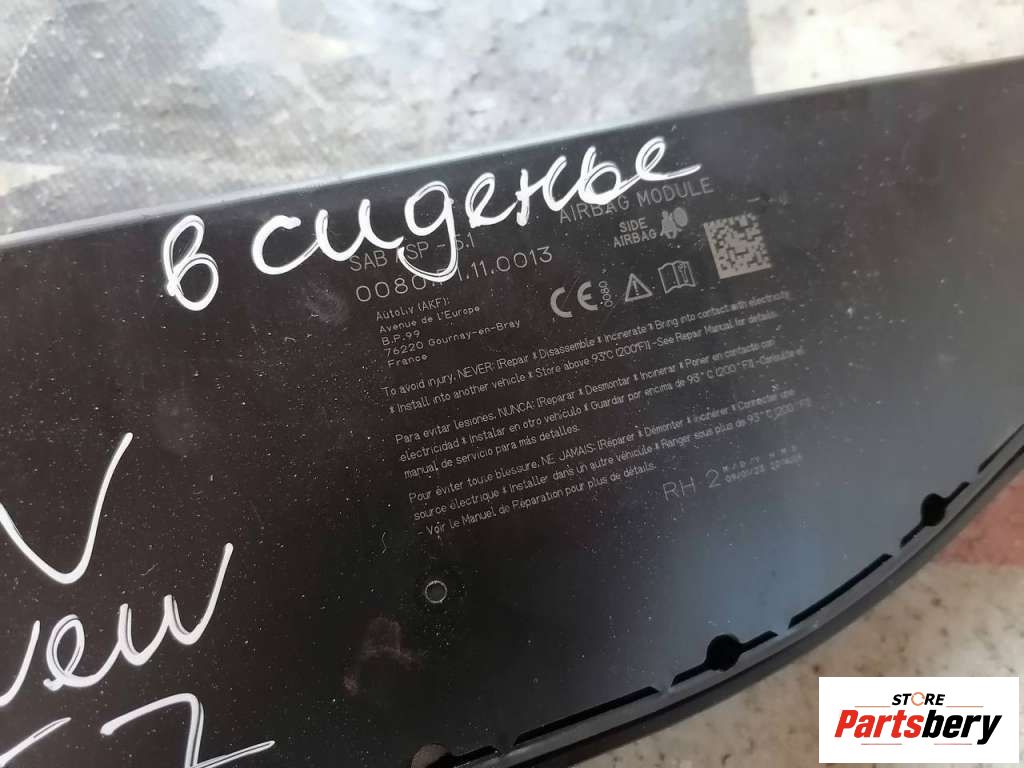 в сиденье
AIRBAG MODULE
SIDE
AIRBAG
SAB
0080. .11.0013
Autoliv (AKF):
Avenue de L'Europe
B.P.99
76220 Gournay-en-Bray
France
CE
0080
To avoid injury, NEVER: |Repair * Disassemble * Incinerate * Bring into contact with electricity
* Install into another vehicle * Store above 93°C (200°F)|-See Repair Manual for details.
Para evitar lesiones. NUNCA: |Reparar * Desmontar * Incinerar * Poner en contacto con
electricidad * Instalar en otro vehículo * Guardar por encima de 93°C (200°F)|-Consulte el
manual de servicio para más detalles.
Pour éviter toute blessure. NE JAMAIS: |Réparer * Démonter * Incinérer * Connecter une
source électrique * Installer dans un autre véhicule * Ranger sous plus de 93°C (200°F)|
- Voir le Manuel de Réparation pour plus de détails.
RH 2
V
STORE
Partsbery